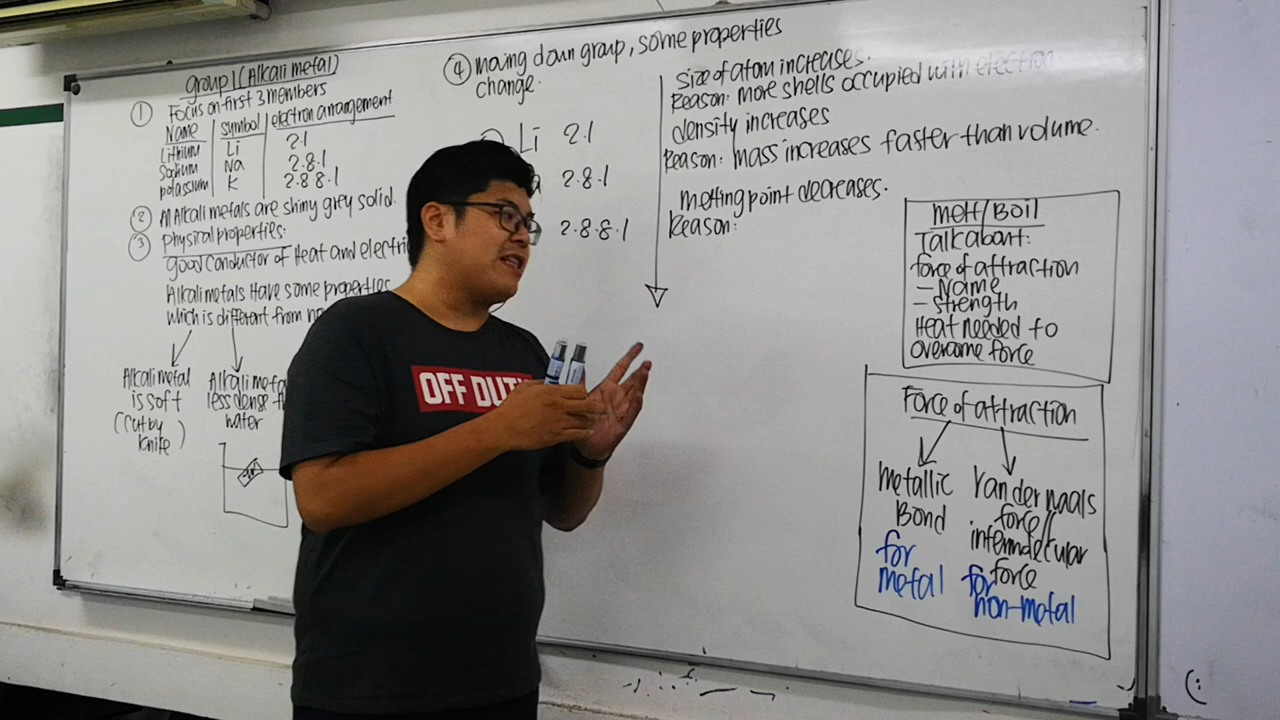 group 1 (Alkali metal)
① Focus on first 3 members
Name symbol electron arrangement
Lithium Li 2.1
Sodium Na 2.8.1
potassium K 2.8.8.1
② All Alkali metals are shiny grey solid.
③ physical properties:
good conductor of Heat and electri
Alkali metals Have some properties
which is different from
Alkali metal
is soft
(cut by
knife)
Alkali meta
less dense
water
④ moving down group, some properties
change.
Li 2.1
2.8.1
2.8.8.1
size of atom increases.
Reason: more shells occupied with electron
density increases
Reason: mass increases faster than volume.
melting point decreases.
Reason:
melt/Boil
Talk about:
force of attraction
- Name
- strength
Heat needed to
overcome force
Force of attraction
metallic
Bond
for
metal
Van der waals
force//
intermolecular
force
for
non-metal
OFF DUT